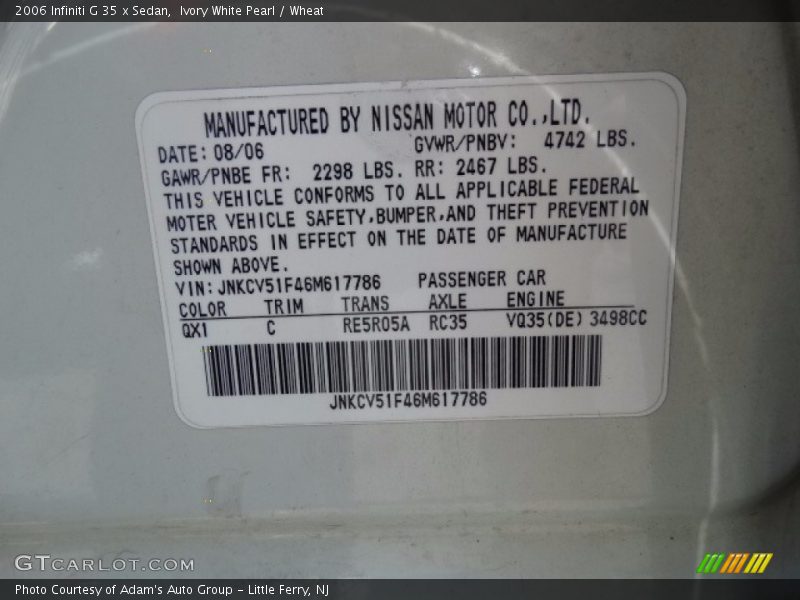 2006 Infiniti G 35 x Sedan,  Ivory White Pearl / Wheat
MANUFACTURED BY NISSAN MOTOR CO.,LTD.
DATE: 08/06 GVWR/PNBV: 4742 LBS.
GAWR/PNBE FR: 2298 LBS. RR: 2467 LBS.
THIS VEHICLE CONFORMS TO ALL APPLICABLE FEDERAL
MOTER VEHICLE SAFETY,BUMPER,AND THEFT PREVENTION
STANDARDS IN EFFECT ON THE DATE OF MANUFACTURE
SHOWN ABOVE.
VIN: JNKCV51F46M617786 PASSENGER CAR
COLOR TRIM TRANS AXLE ENGINE
QX1 C RE5R05A RC35 VQ35(DE) 3498CC
JNKCV51F46M617786
GTCARLOT.COM
Photo Courtesy of Adam's Auto Group - Little Ferry, NJ